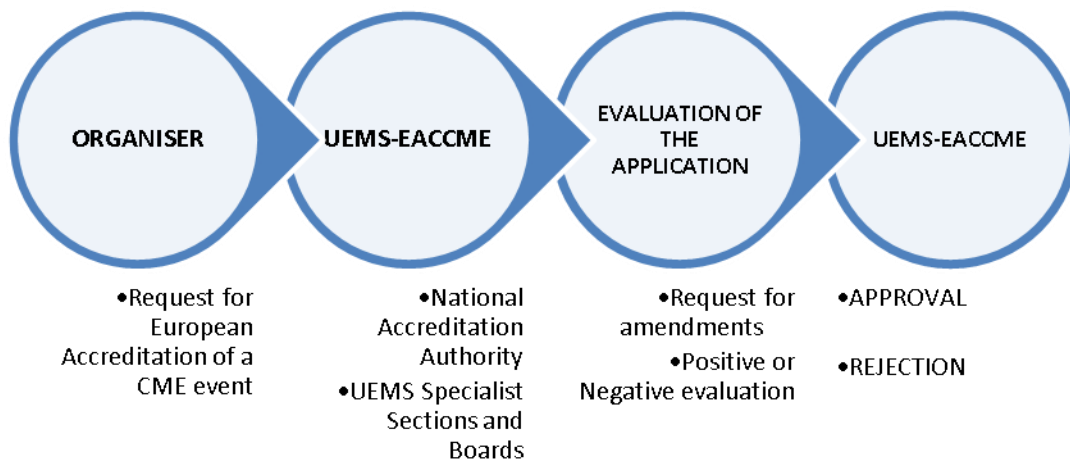 ORGANISER
UEMS-EACCME
EVALUATION OF
THE
APPLICATION
UEMS-EACCME
•Request for
European
Accreditation of a
CME event
•National
Accreditation
Authority
•UEMS Specialist
Sections and
Boards
•Request for
amendments
•Positive or
Negative evaluation
•APPROVAL
•REJECTION